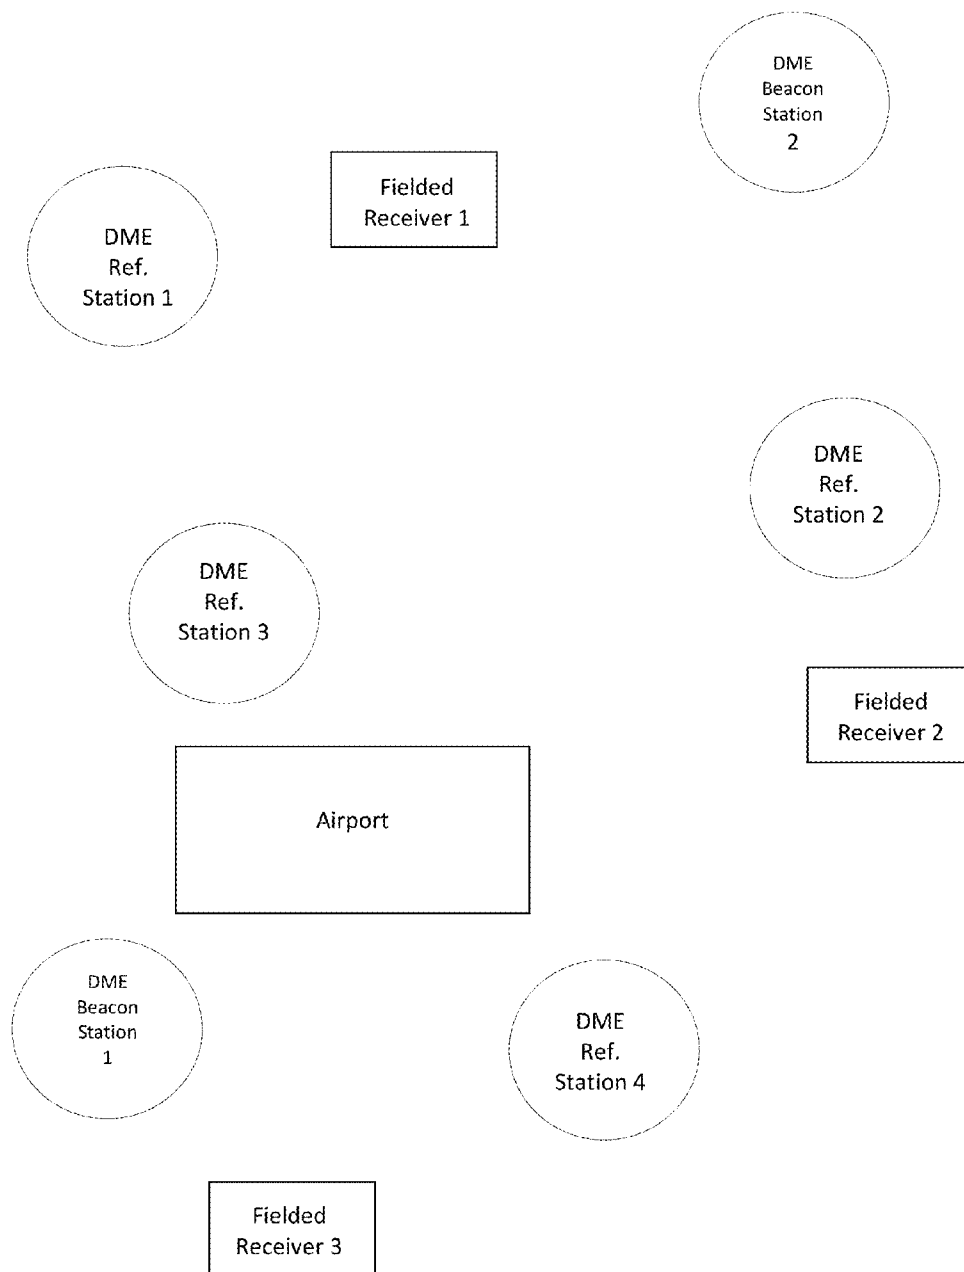 DME
Beacon
Station
2
Fielded
Receiver 1
DME
Ref.
Station 1
DME
Ref.
Station 2
DME
Ref.
Station 3
Fielded
Receiver 2
Airport
DME
Beacon
Station
1
DME
Ref.
Station 4
Fielded
Receiver 3